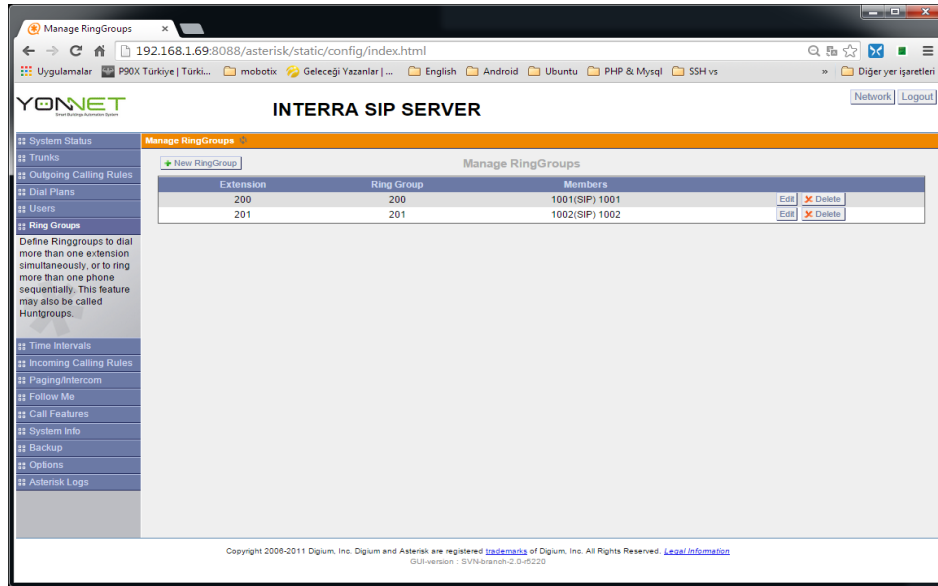 Manage RingGroups
192.168.1.69:8088/asterisk/static/config/index.html
Uygulamalar P90X Türkiye | Türki... mobotix Geleceği Yazanlar | ... English Android Ubuntu PHP & Mysql SSH vs » Diğer yer işaretleri
YONNET
Smart Buildings Automation System
INTERRA SIP SERVER
Network Logout
System Status
Trunks
Outgoing Calling Rules
Dial Plans
Users
Ring Groups
Define Ringgroups to dial
more than one extension
simultaneously, or to ring
more than one phone
sequentially. This feature
may also be called
Huntgroups.
Time Intervals
Incoming Calling Rules
Paging/Intercom
Follow Me
Call Features
System Info
Backup
Options
Asterisk Logs
Manage RingGroups
New RingGroup
Manage RingGroups
Extension Ring Group Members
200 200 1001(SIP) 1001 Edit Delete
201 201 1002(SIP) 1002 Edit Delete
Copyright 2006-2011 Digium, Inc. Digium and Asterisk are registered trademarks of Digium, Inc. All Rights Reserved. Legal Information
GUI-version : SVN-branch-2.0-r5220